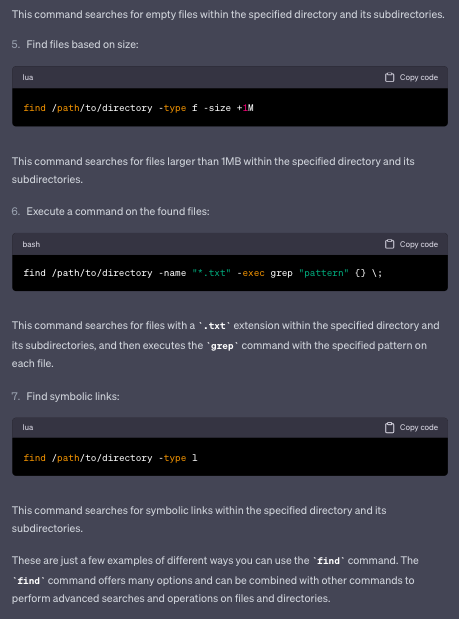 This command searches for empty files within the specified directory and its subdirectories.
5. Find files based on size:
lua
Copy code
find /path/to/directory -type f -size +1M
This command searches for files larger than 1MB within the specified directory and its
subdirectories.
6. Execute a command on the found files:
bash
Copy code
find /path/to/directory -name "*.txt" -exec grep "pattern" {} \;
This command searches for files with a `.txt` extension within the specified directory and
its subdirectories, and then executes the `grep` command with the specified pattern on
each file.
7. Find symbolic links:
lua
Copy code
find /path/to/directory -type l
This command searches for symbolic links within the specified directory and its
subdirectories.
These are just a few examples of different ways you can use the `find` command. The
`find` command offers many options and can be combined with other commands to
perform advanced searches and operations on files and directories.